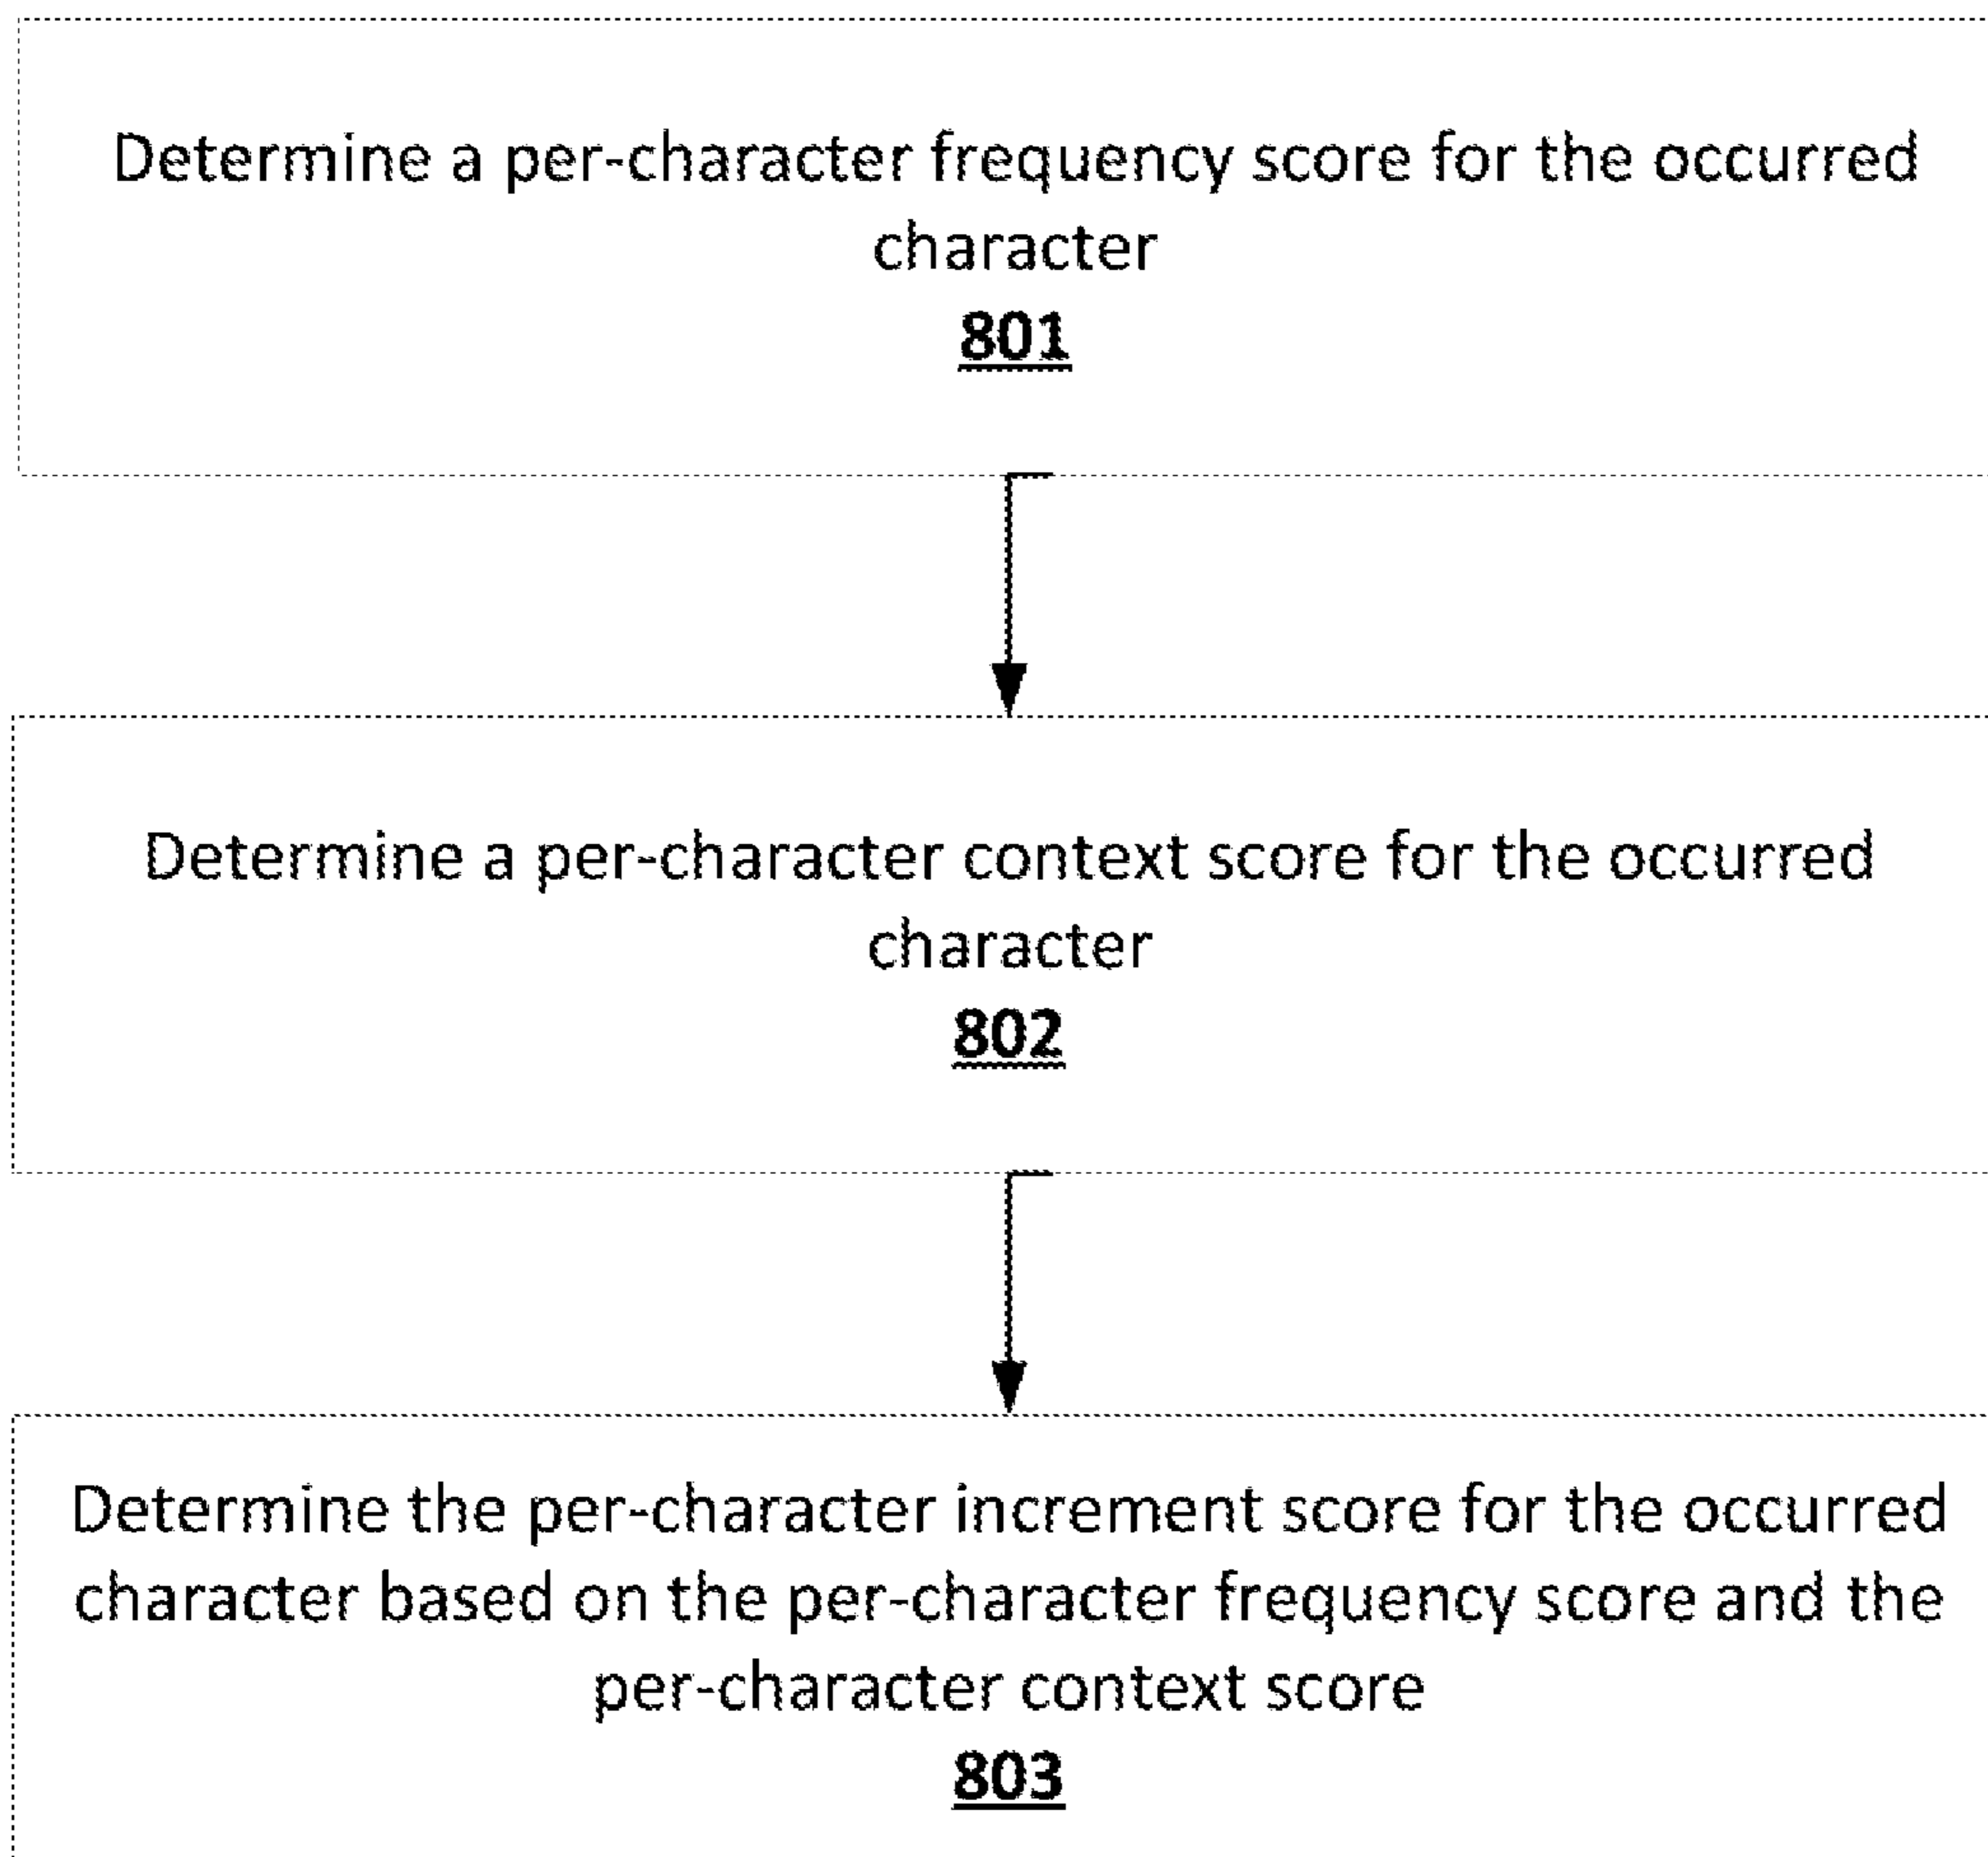 Determine a per-character frequency score for the occurred
character
801
Determine a per-character context score for the occurred
character
802
Determine the per-character increment score for the occurred
character based on the per-character frequency score and the
per-character context score
803